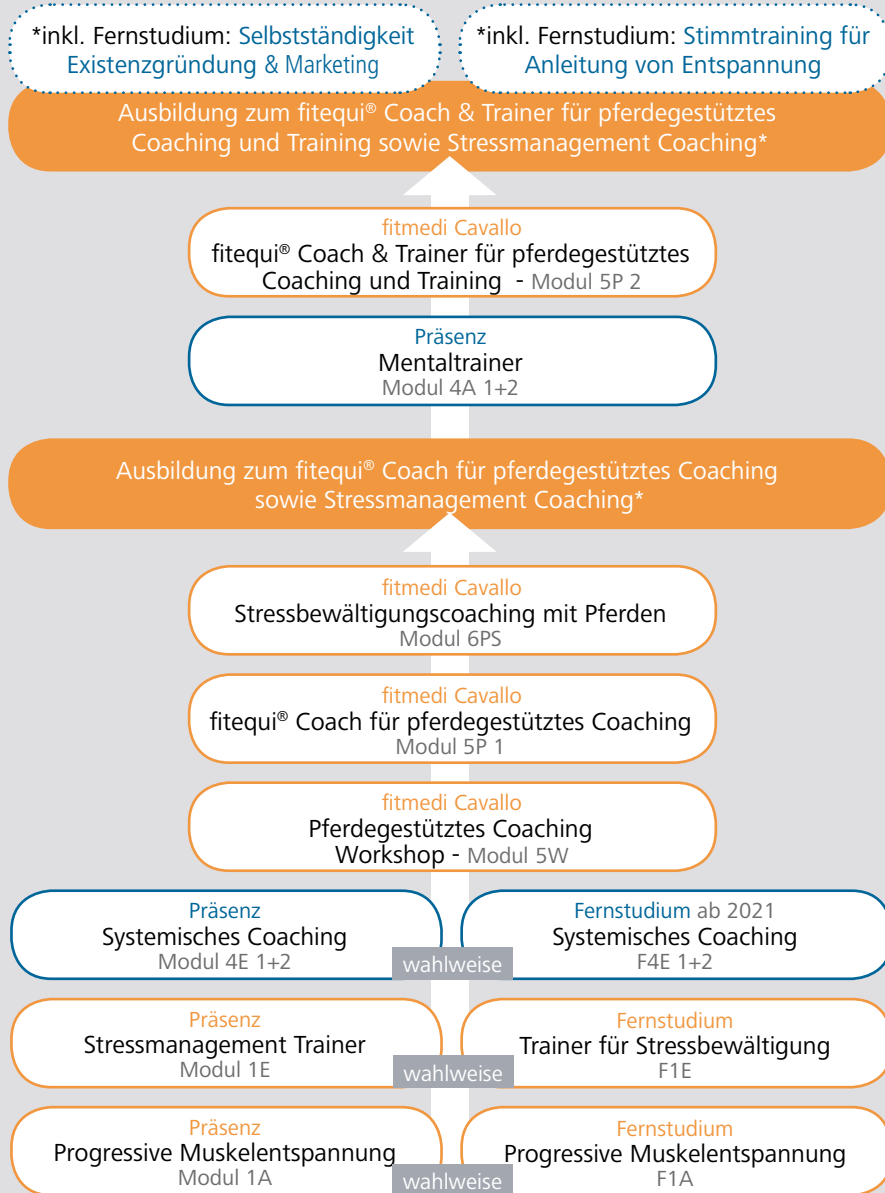 *inkl. Fernstudium: Selbstständigkeit
Existenzgründung & Marketing
*inkl. Fernstudium: Stimmtraining für
Anleitung von Entspannung
Ausbildung zum fitequi® Coach & Trainer für pferdegestütztes
Coaching und Training sowie Stressmanagement Coaching*
fitmedi Cavallo
fitequi® Coach & Trainer für pferdegestütztes
Coaching und Training - Modul 5P 2
Präsenz
Mentaltrainer
Modul 4A 1+2
Ausbildung zum fitequi® Coach für pferdegestütztes Coaching
sowie Stressmanagement Coaching*
fitmedi Cavallo
Stressbewältigungscoaching mit Pferden
Modul 6PS
fitmedi Cavallo
fitequi® Coach für pferdegestütztes Coaching
Modul 5P 1
fitmedi Cavallo
Pferdegestütztes Coaching
Workshop - Modul 5W
Präsenz
Systemisches Coaching
Modul 4E 1+2
wahlweise
Fernstudium ab 2021
Systemisches Coaching
F4E 1+2
Präsenz
Stressmanagement Trainer
Modul 1E
wahlweise
Fernstudium
Trainer für Stressbewältigung
F1E
Präsenz
Progressive Muskelentspannung
Modul 1A
wahlweise
Fernstudium
Progressive Muskelentspannung
F1A